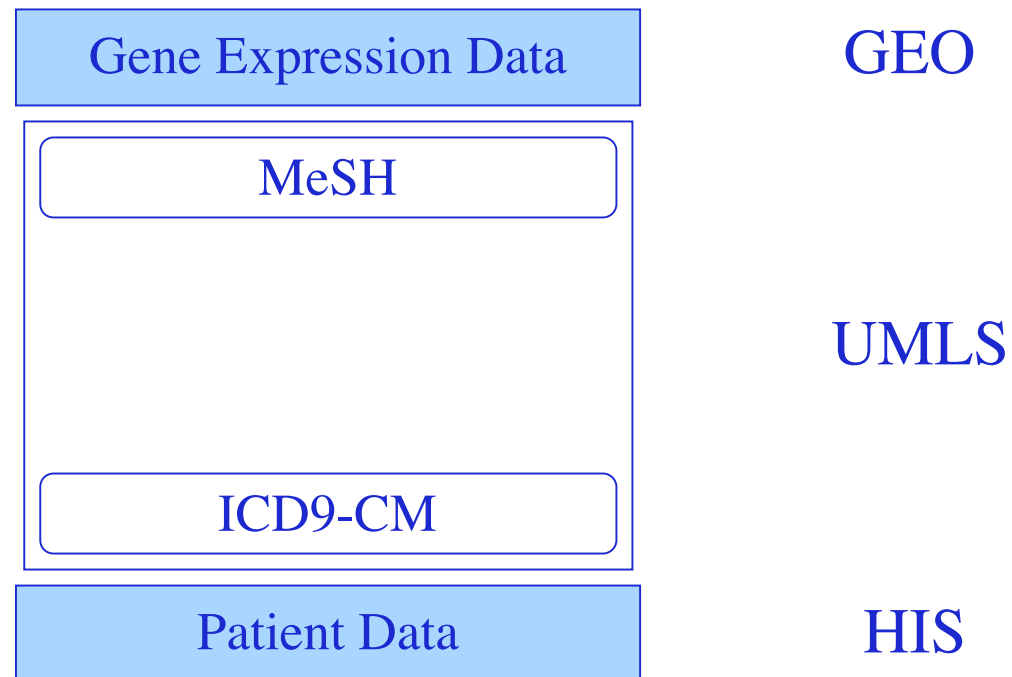 Gene Expression Data GEO
MeSH
UMLS
ICD9-CM
Patient Data HIS